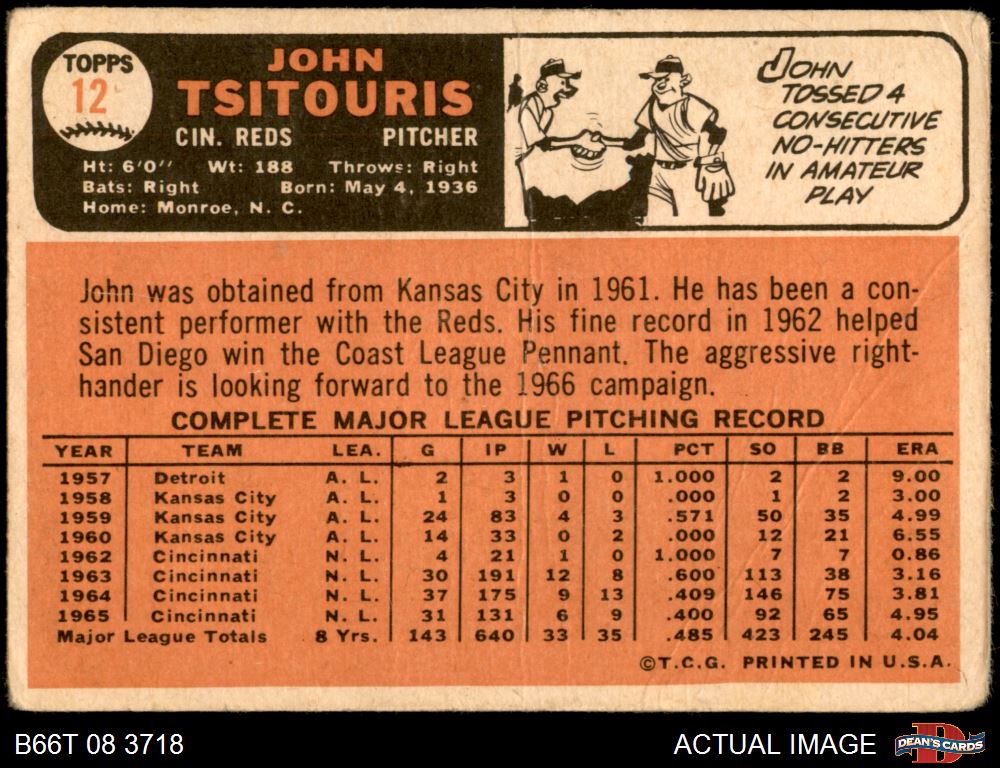 TOPPS
12
JOHN
TSITOURIS
CIN. REDS PITCHER
Ht: 6'0" Wt: 188 Throws: Right
Bats: Right Born: May 4, 1936
Home: Monroe, N. C.
JOHN
TOSSED 4
CONSECUTIVE
NO-HITTERS
IN AMATEUR
PLAY
John was obtained from Kansas City in 1961. He has been a con-
sistent performer with the Reds. His fine record in 1962 helped
San Diego win the Coast League Pennant. The aggressive right-
hander is looking forward to the 1966 campaign.
COMPLETE MAJOR LEAGUE PITCHING RECORD
YEAR TEAM LEA. G IP W L PCT SO BB ERA
1957 Detroit A. L. 2 3 1 0 1.000 2 2 9.00
1958 Kansas City A. L. 1 3 0 0 .000 1 2 3.00
1959 Kansas City A. L. 24 83 4 3 .571 50 35 4.99
1960 Kansas City A. L. 14 33 0 2 .000 12 21 6.55
1962 Cincinnati N. L. 4 21 1 0 1.000 7 7 0.86
1963 Cincinnati N. L. 30 191 12 8 .600 113 38 3.16
1964 Cincinnati N. L. 37 175 9 13 .409 146 75 3.81
1965 Cincinnati N. L. 31 131 6 9 .400 92 65 4.95
Major League Totals 8 Yrs. 143 640 33 35 .485 423 245 4.04
©T.C.G. PRINTED IN U.S.A.
B66T 08 3718 ACTUAL IMAGE
D
DEAN'S CARDS